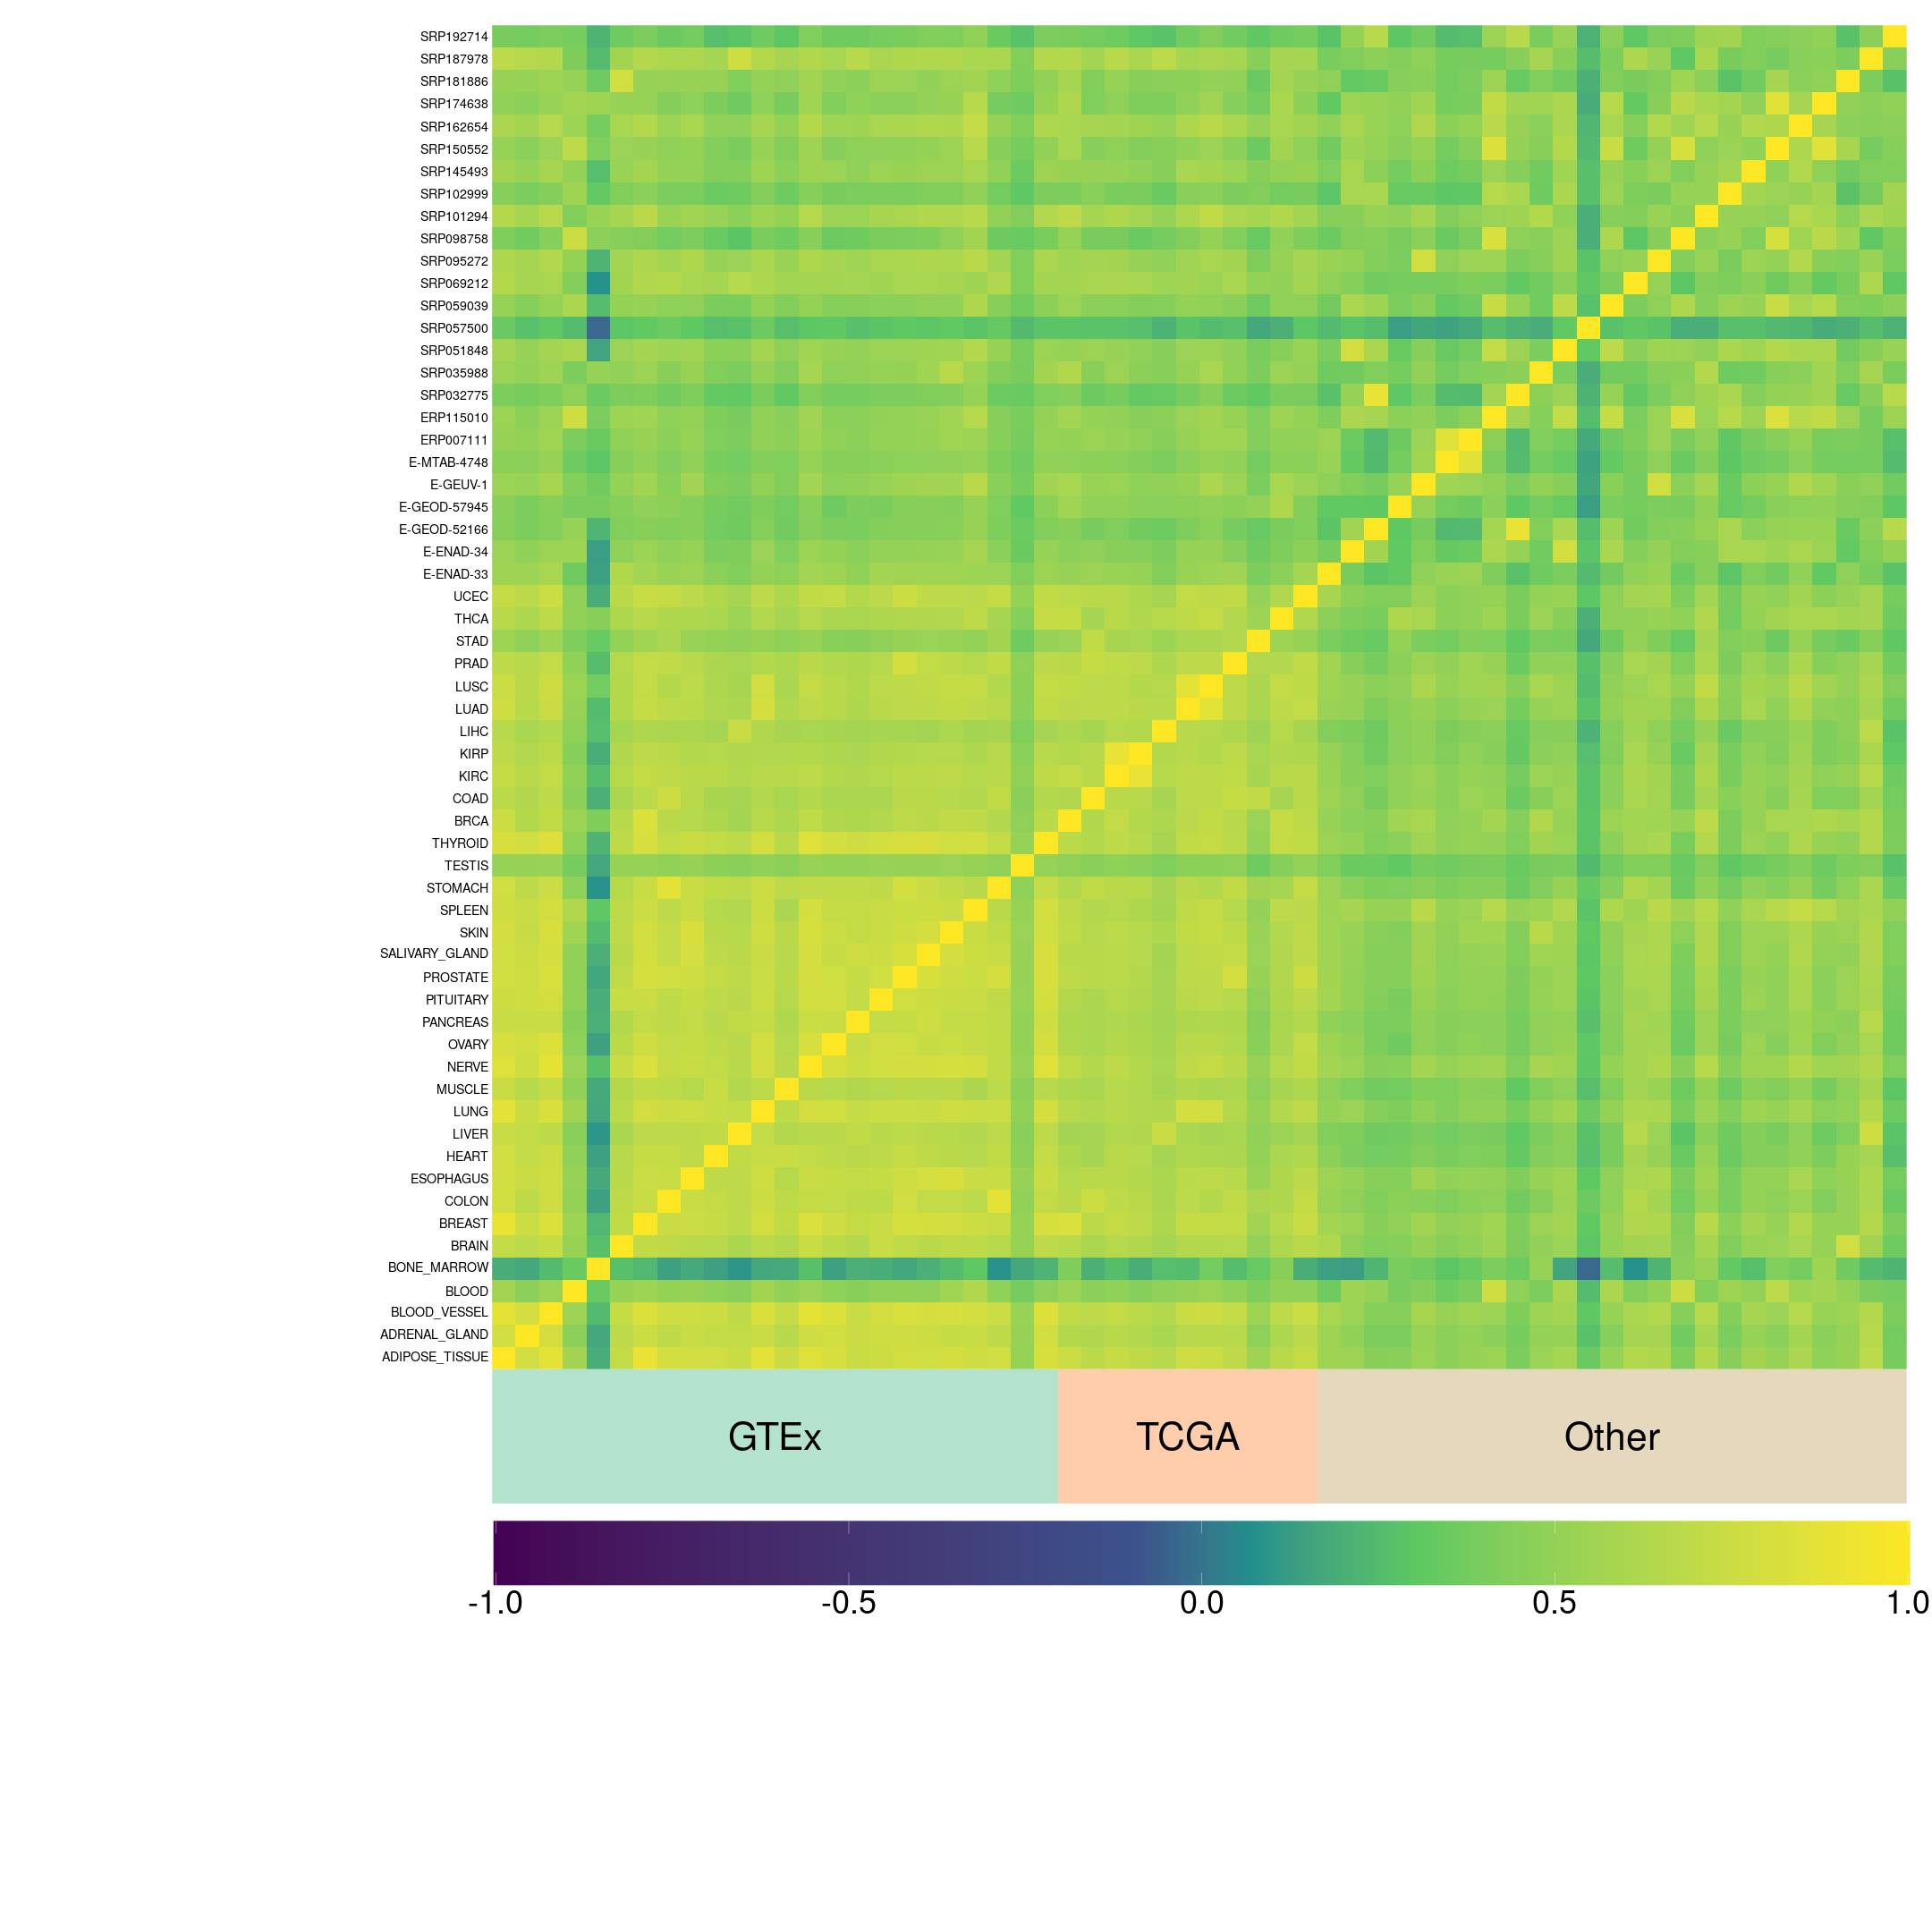 SRP192714
SRP187978
SRP181886
SRP174638
SRP162654
SRP150552
SRP145493
SRP102999
SRP101294
SRP098758
SRP095272
SRP069212
SRP059039
SRP057500
SRP051848
SRP035988
SRP032775
ERP115010
ERP007111
E-MTAB-4748
E-GEUV-1
E-GEOD-57945
E-GEOD-52166
E-ENAD-34
E-ENAD-33
UCEC
THCA
STAD
PRAD
LUSC
LUAD
LIHC
KIRP
KIRC
COAD
BRCA
THYROID
TESTIS
STOMACH
SPLEEN
SKIN
SALIVARY_GLAND
PROSTATE
PITUITARY
PANCREAS
OVARY
NERVE
MUSCLE
LUNG
LIVER
HEART
ESOPHAGUS
COLON
BREAST
BRAIN
BONE_MARROW
BLOOD
BLOOD_VESSEL
ADRENAL_GLAND
ADIPOSE_TISSUE
GTEx TCGA Other
-1.0 -0.5 0.0 0.5 1.0